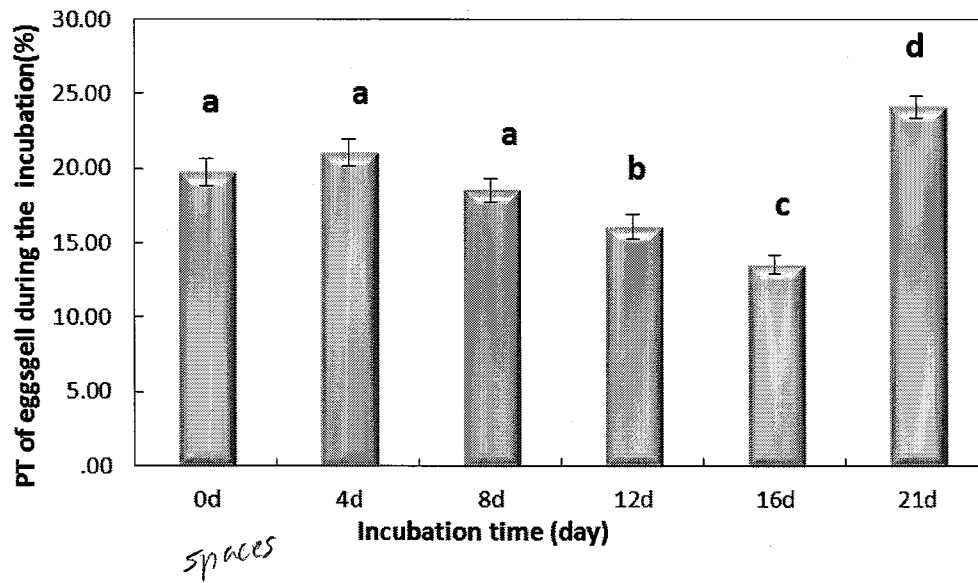 PT of eggsgell during the incubation(%)
30.00
25.00
20.00
15.00
10.00
5.00
.00
a
a
a
b
c
d
0d 4d 8d 12d 16d 21d
Incubation time (day)
spaces